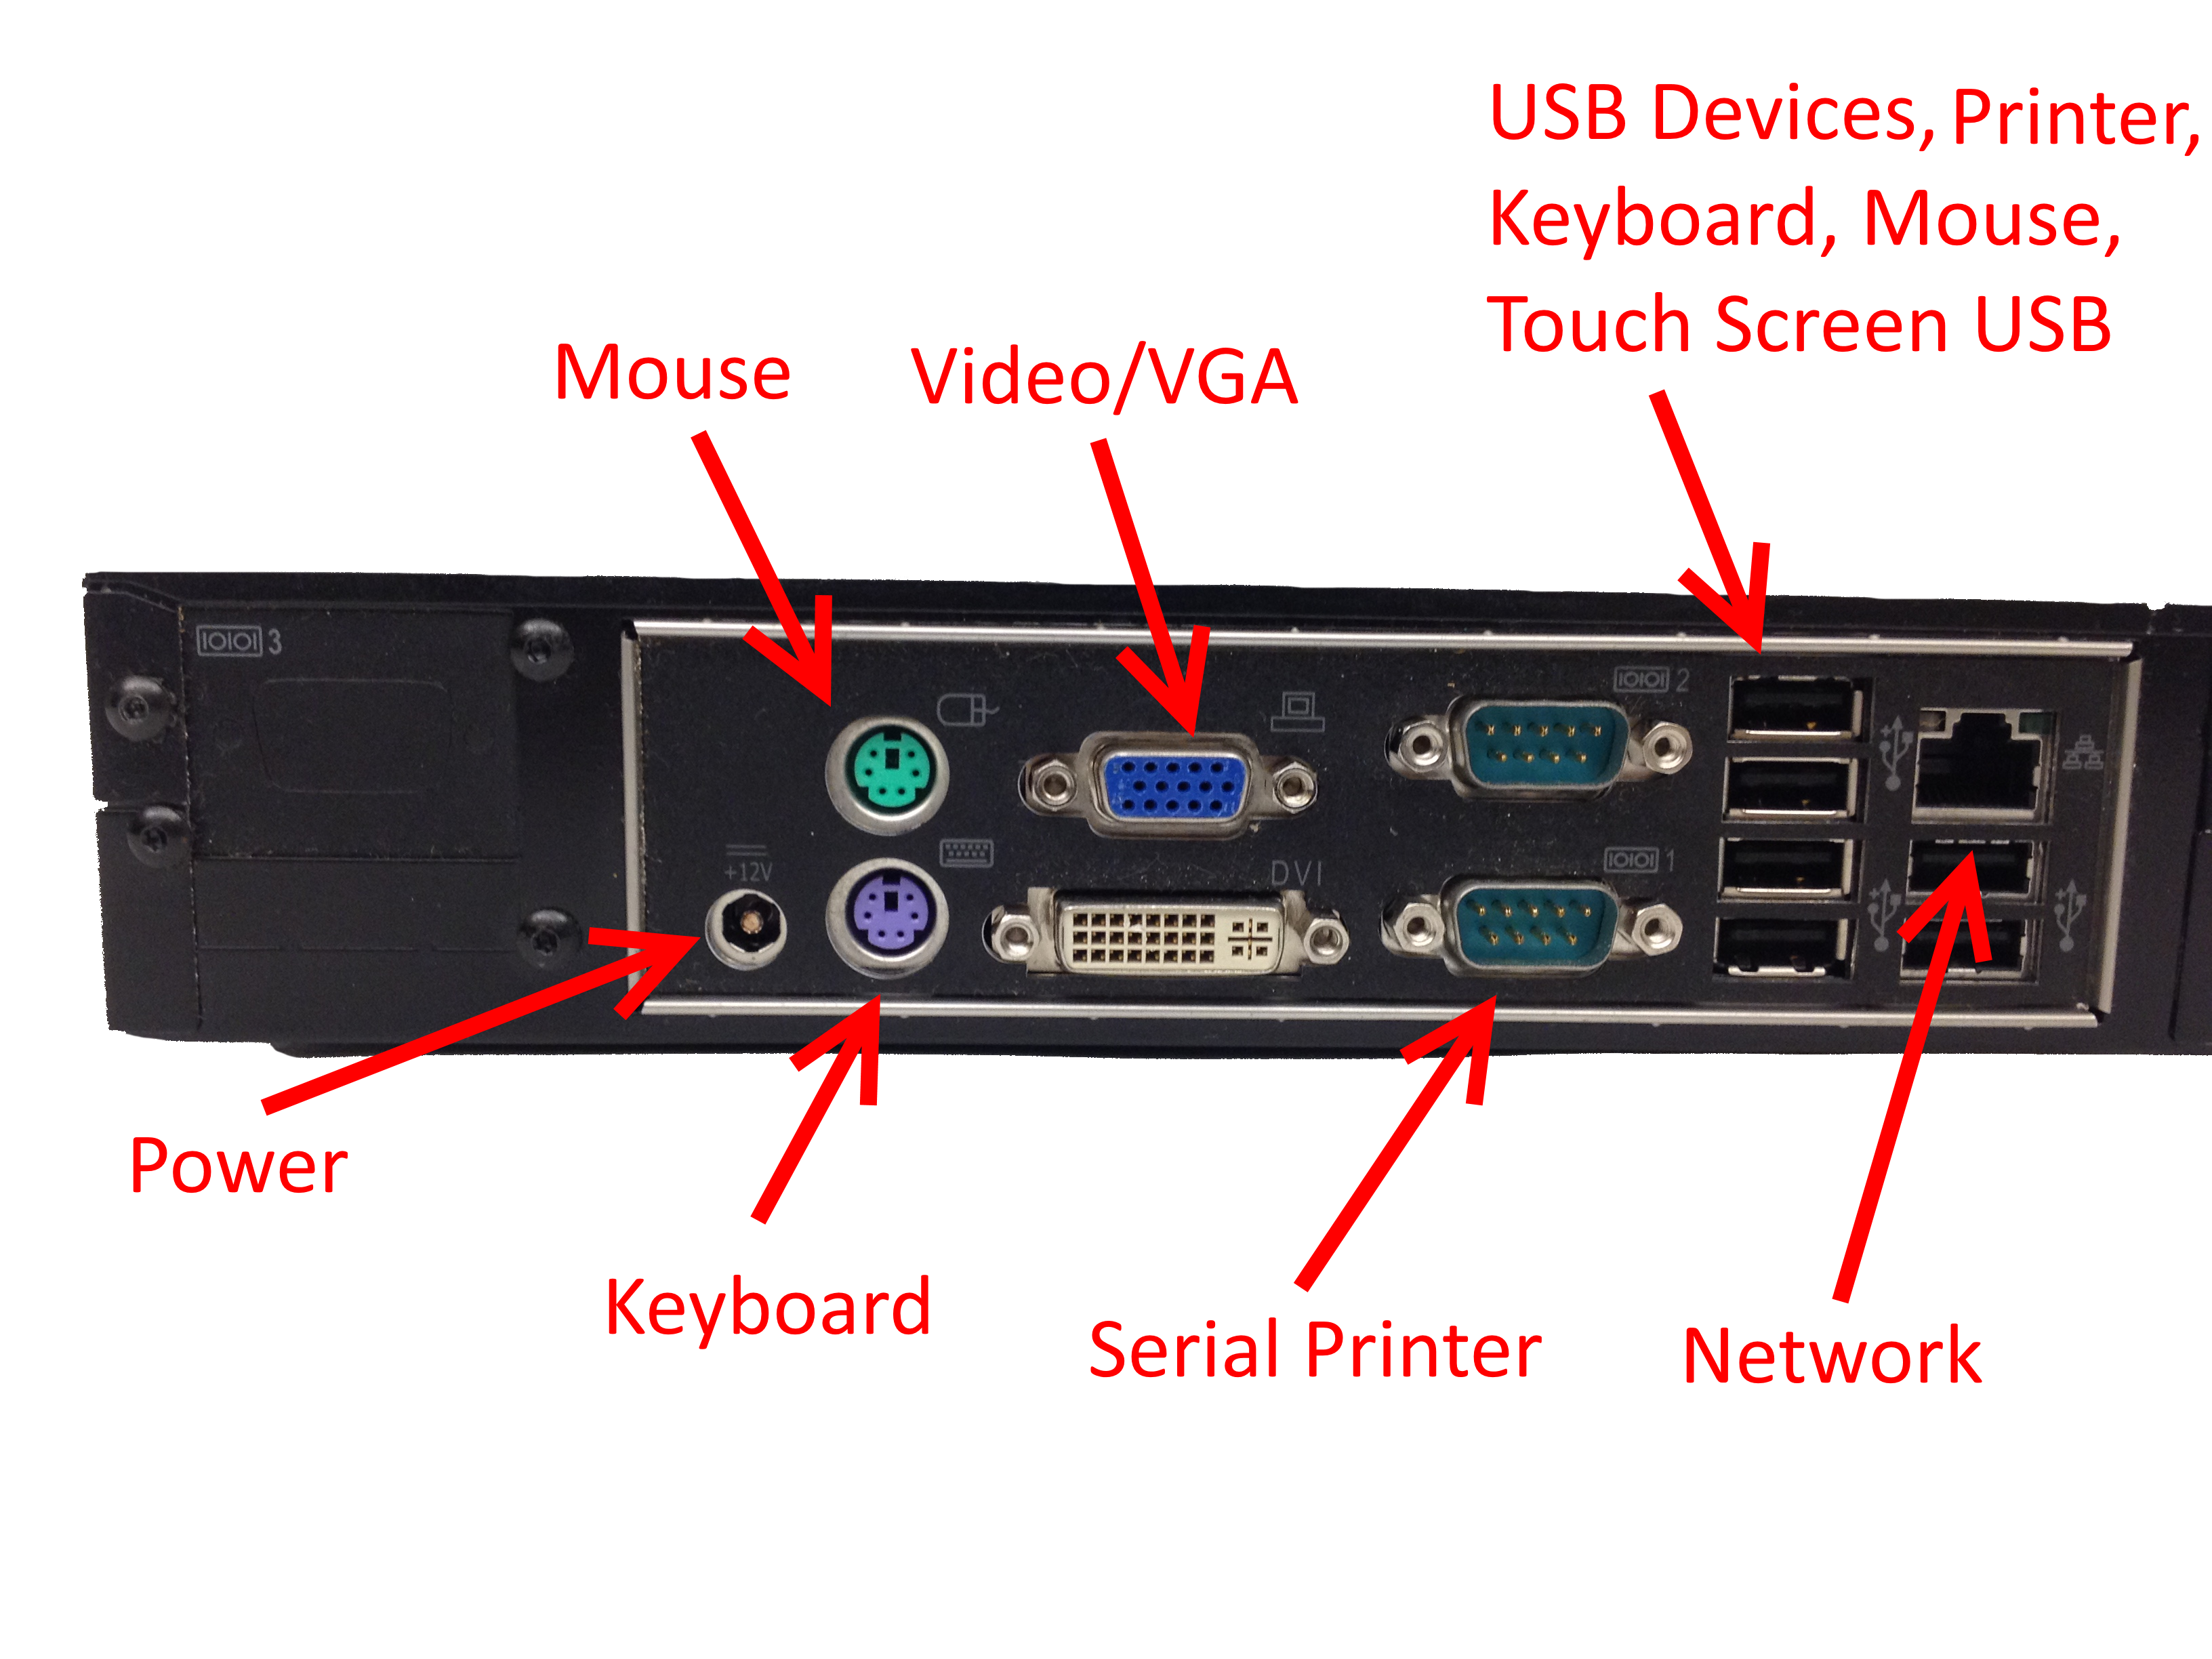 USB Devices, Printer,
Keyboard, Mouse,
Touch Screen USB
Mouse
Video/VGA
IOIOI 3
IOIOI 2
+12V
DVI
IOIOI 1
Power
Keyboard
Serial Printer
Network